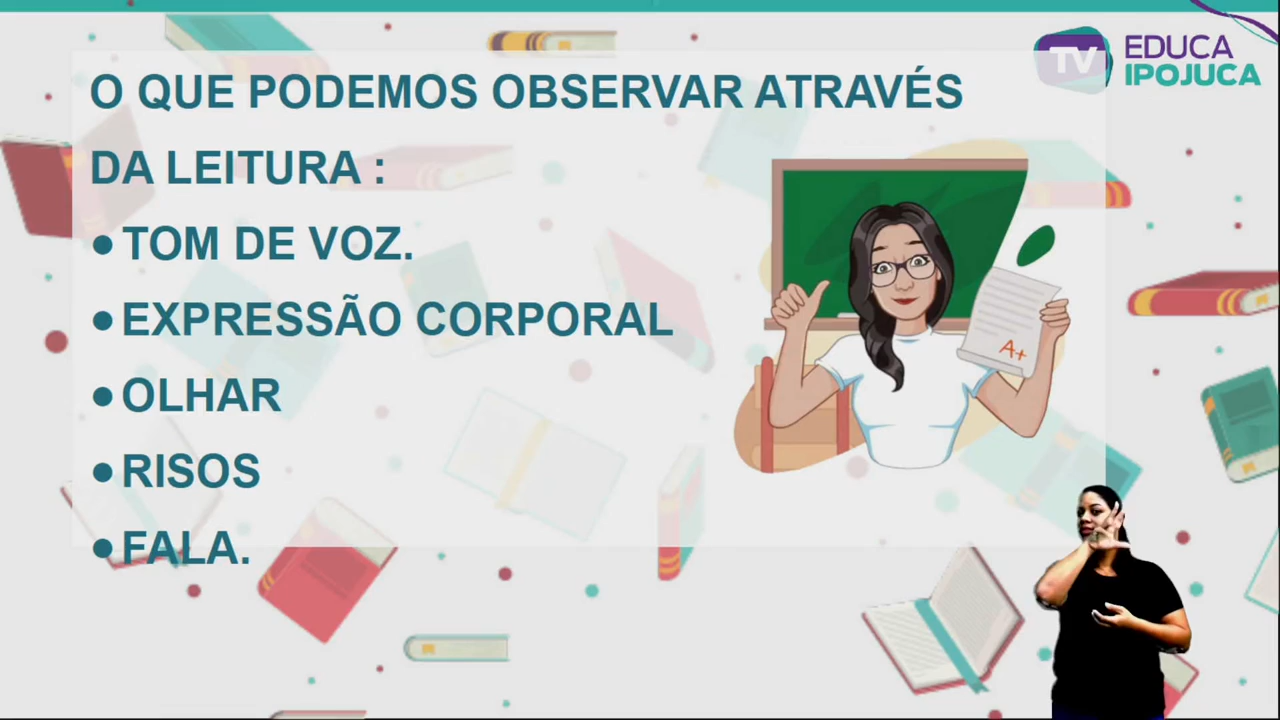 O QUE PODEMOS OBSERVAR ATRAVÉS
DA LEITURA :
● TOM DE VOZ.
● EXPRESSÃO CORPORAL
● OLHAR
● RISOS
● FALA.
TV EDUCA
IPOJUCA
A+